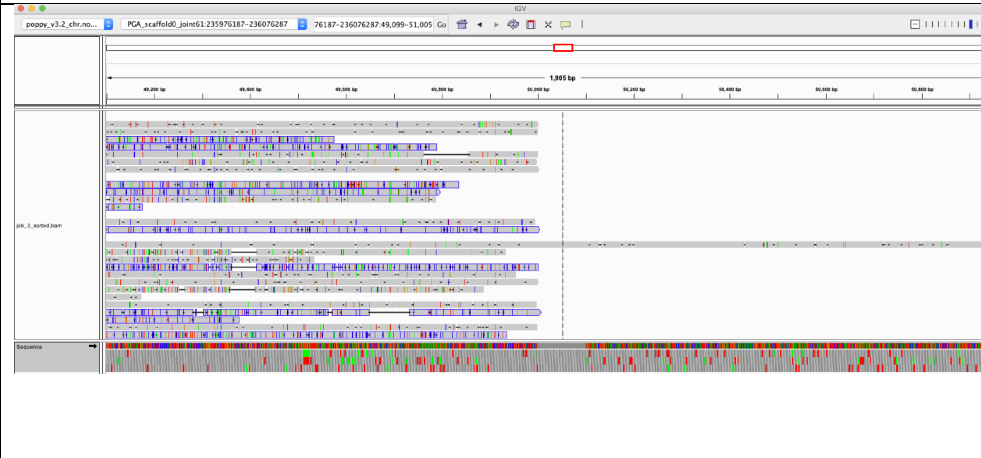 IGV
poppy_v3.2_chr.no...
PGA_scaffold0_joint61:235976187-236076287
76187-236076287:49,099-51,005
Go
1,905 bp
49,200 bp 49,400 bp 49,600 bp 49,800 bp 50,000 bp 50,200 bp 50,400 bp 50,600 bp 50,800 bp
job_3_sorted.bam
Sequence